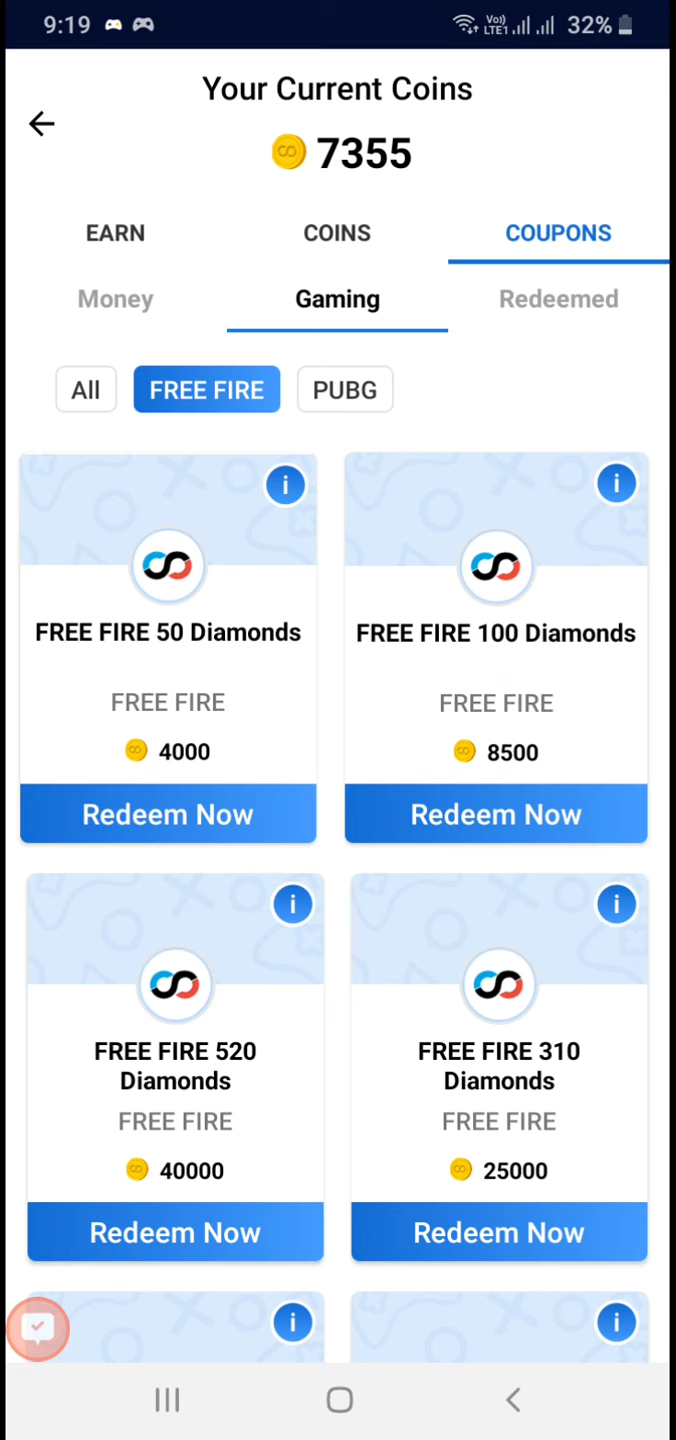 9:19 Vo)) LTE1 32%
Your Current Coins
7355
EARN COINS COUPONS
Money Gaming Redeemed
All FREE FIRE PUBG
i i
FREE FIRE 50 Diamonds FREE FIRE 100 Diamonds
FREE FIRE FREE FIRE
4000 8500
Redeem Now Redeem Now
i i
FREE FIRE 520 FREE FIRE 310
Diamonds Diamonds
FREE FIRE FREE FIRE
40000 25000
Redeem Now Redeem Now
i i